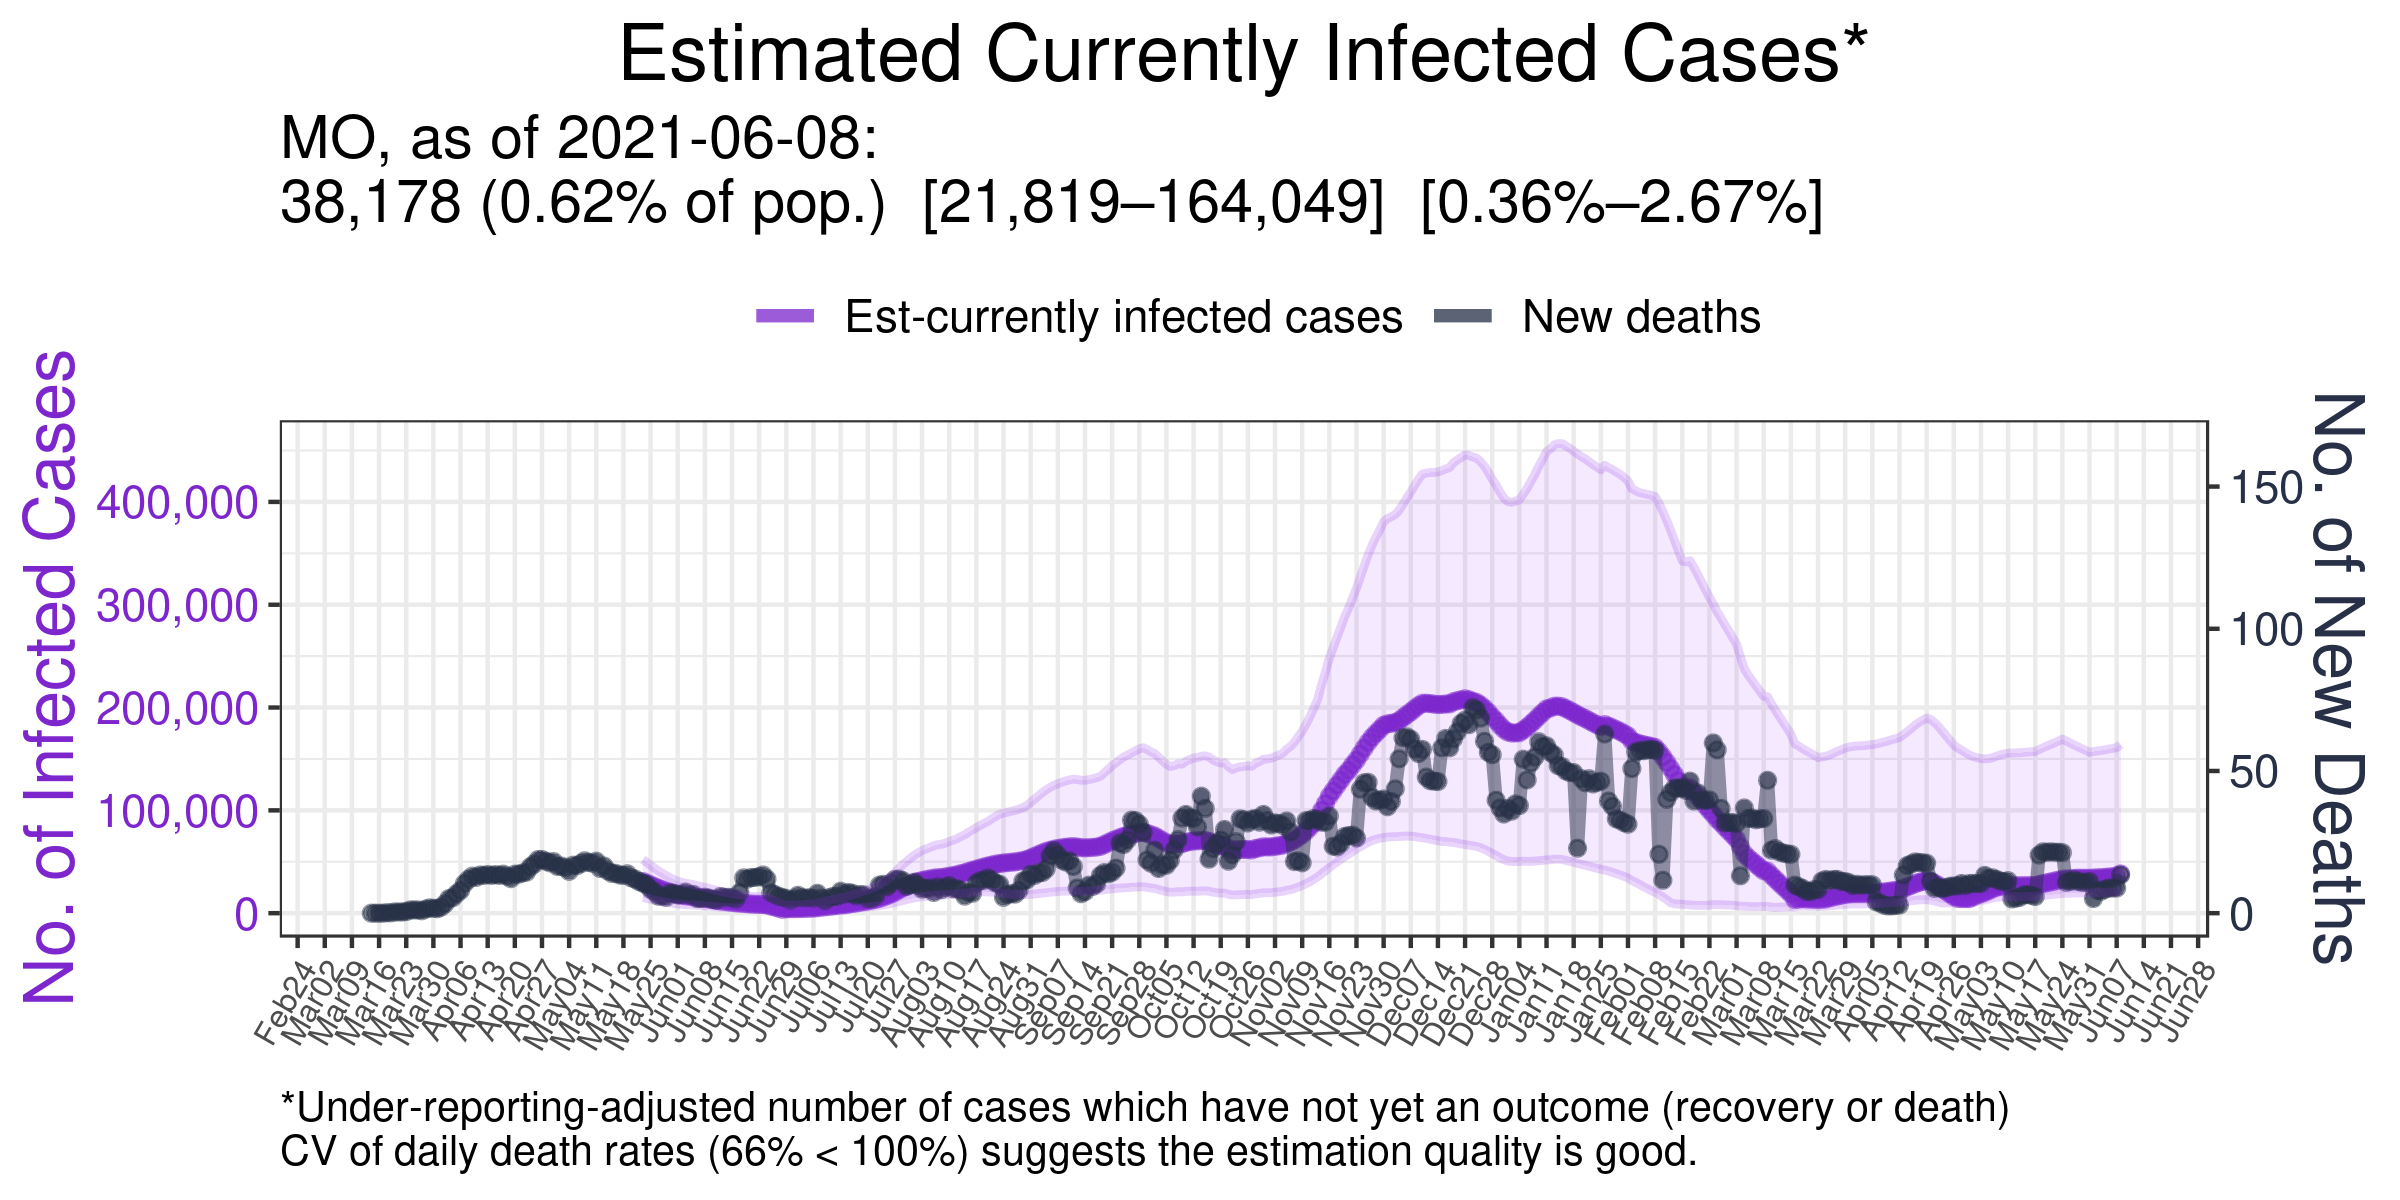 Estimated Currently Infected Cases*
MO, as of 2021-06-08:
38,178 (0.62% of pop.) [21,819–164,049] [0.36%–2.67%]
Est-currently infected cases
New deaths
No. of Infected Cases
400,000
300,000
200,000
100,000
0
150
100
50
0
No. of New Deaths
Feb24
Mar02
Mar09
Mar16
Mar23
Mar30
Apr06
Apr13
Apr20
Apr27
May04
May11
May18
May25
Jun01
Jun08
Jun15
Jun22
Jun29
Jul06
Jul13
Jul20
Jul27
Aug03
Aug10
Aug17
Aug24
Aug31
Sep07
Sep14
Sep21
Sep28
Oct05
Oct12
Oct19
Oct26
Nov02
Nov09
Nov16
Nov23
Nov30
Dec07
Dec14
Dec21
Dec28
Jan04
Jan11
Jan18
Jan25
Feb01
Feb08
Feb15
Feb22
Mar01
Mar08
Mar15
Mar22
Mar29
Apr05
Apr12
Apr19
Apr26
May03
May10
May17
May24
May31
Jun07
Jun14
Jun21
Jun28
*Under-reporting-adjusted number of cases which have not yet an outcome (recovery or death)
CV of daily death rates (66% < 100%) suggests the estimation quality is good.